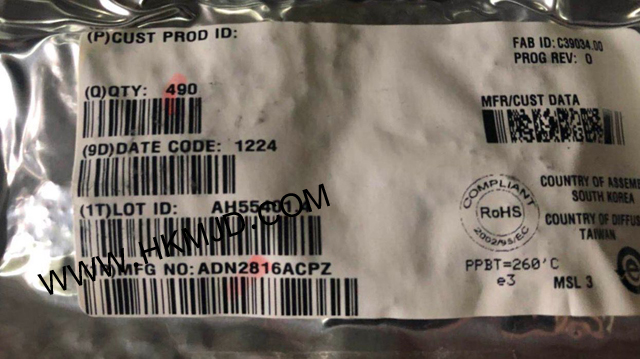 (P)CUST PROD ID:
FAB ID: C39034.00
PROG REV: 0
(Q)QTY: 490
MFR/CUST DATA
(9D)DATE CODE: 1224
(1T)LOT ID:
COMPLIANT
RoHS
2002/95/EC
COUNTRY OF ASSEM
SOUTH KOREA
COUNTRY OF DIFFUS
TAIWAN
WWW.HKMJD.COM
MFG NO: ADN2816ACPZ
PPBT=260'C
e3
MSL 3